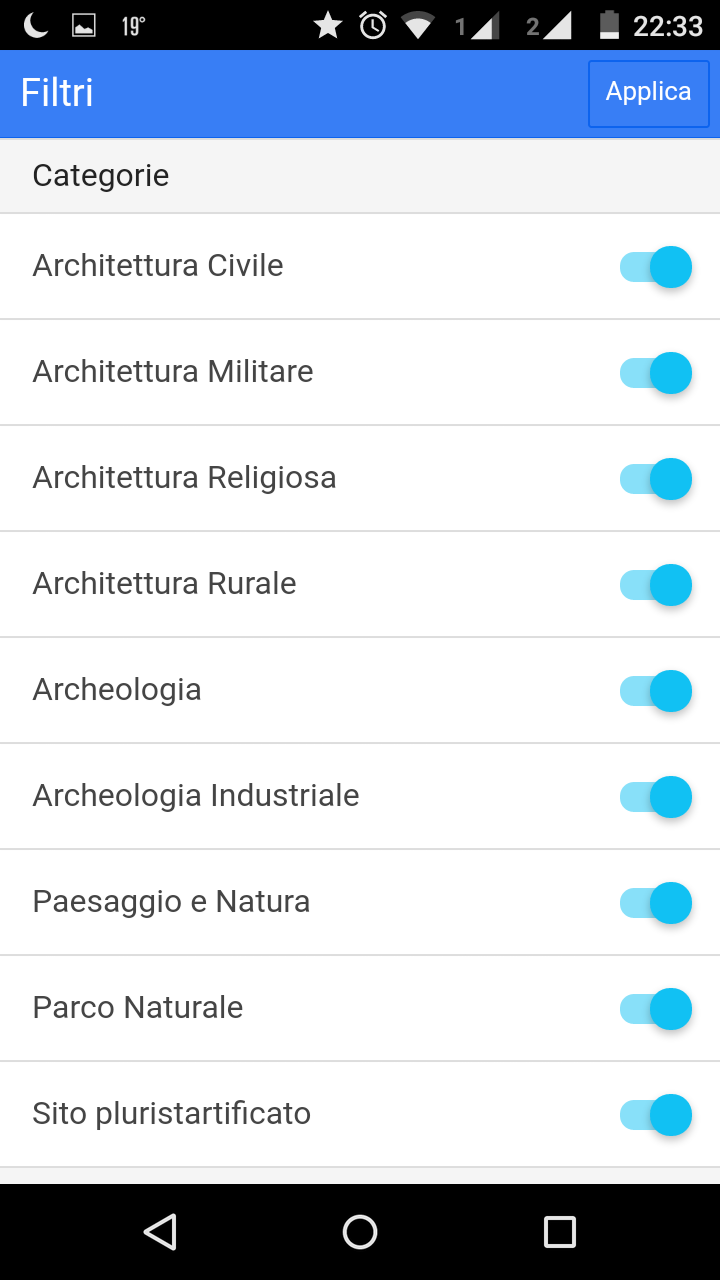 19° 1 2 22:33
Filtri Applica
Categorie
Architettura Civile
Architettura Militare
Architettura Religiosa
Architettura Rurale
Archeologia
Archeologia Industriale
Paesaggio e Natura
Parco Naturale
Sito pluristartificato